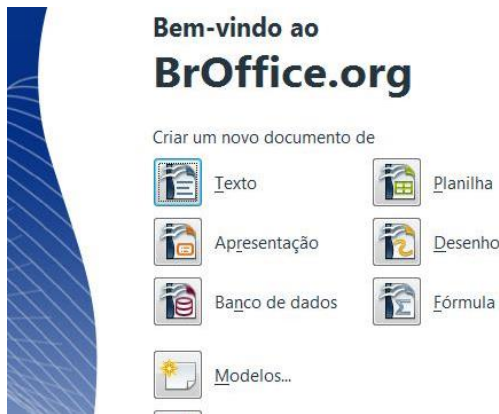 Bem-vindo ao
BrOffice.org
Criar um novo documento de
Texto
Planilha
Apresentação
Desenho
Banco de dados
Fórmula
Modelos...